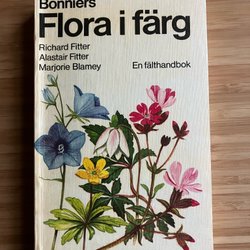 Bonniers
Flora i färg
Richard Fitter
Alastair Fitter
Marjorie Blamey
En fälthandbok